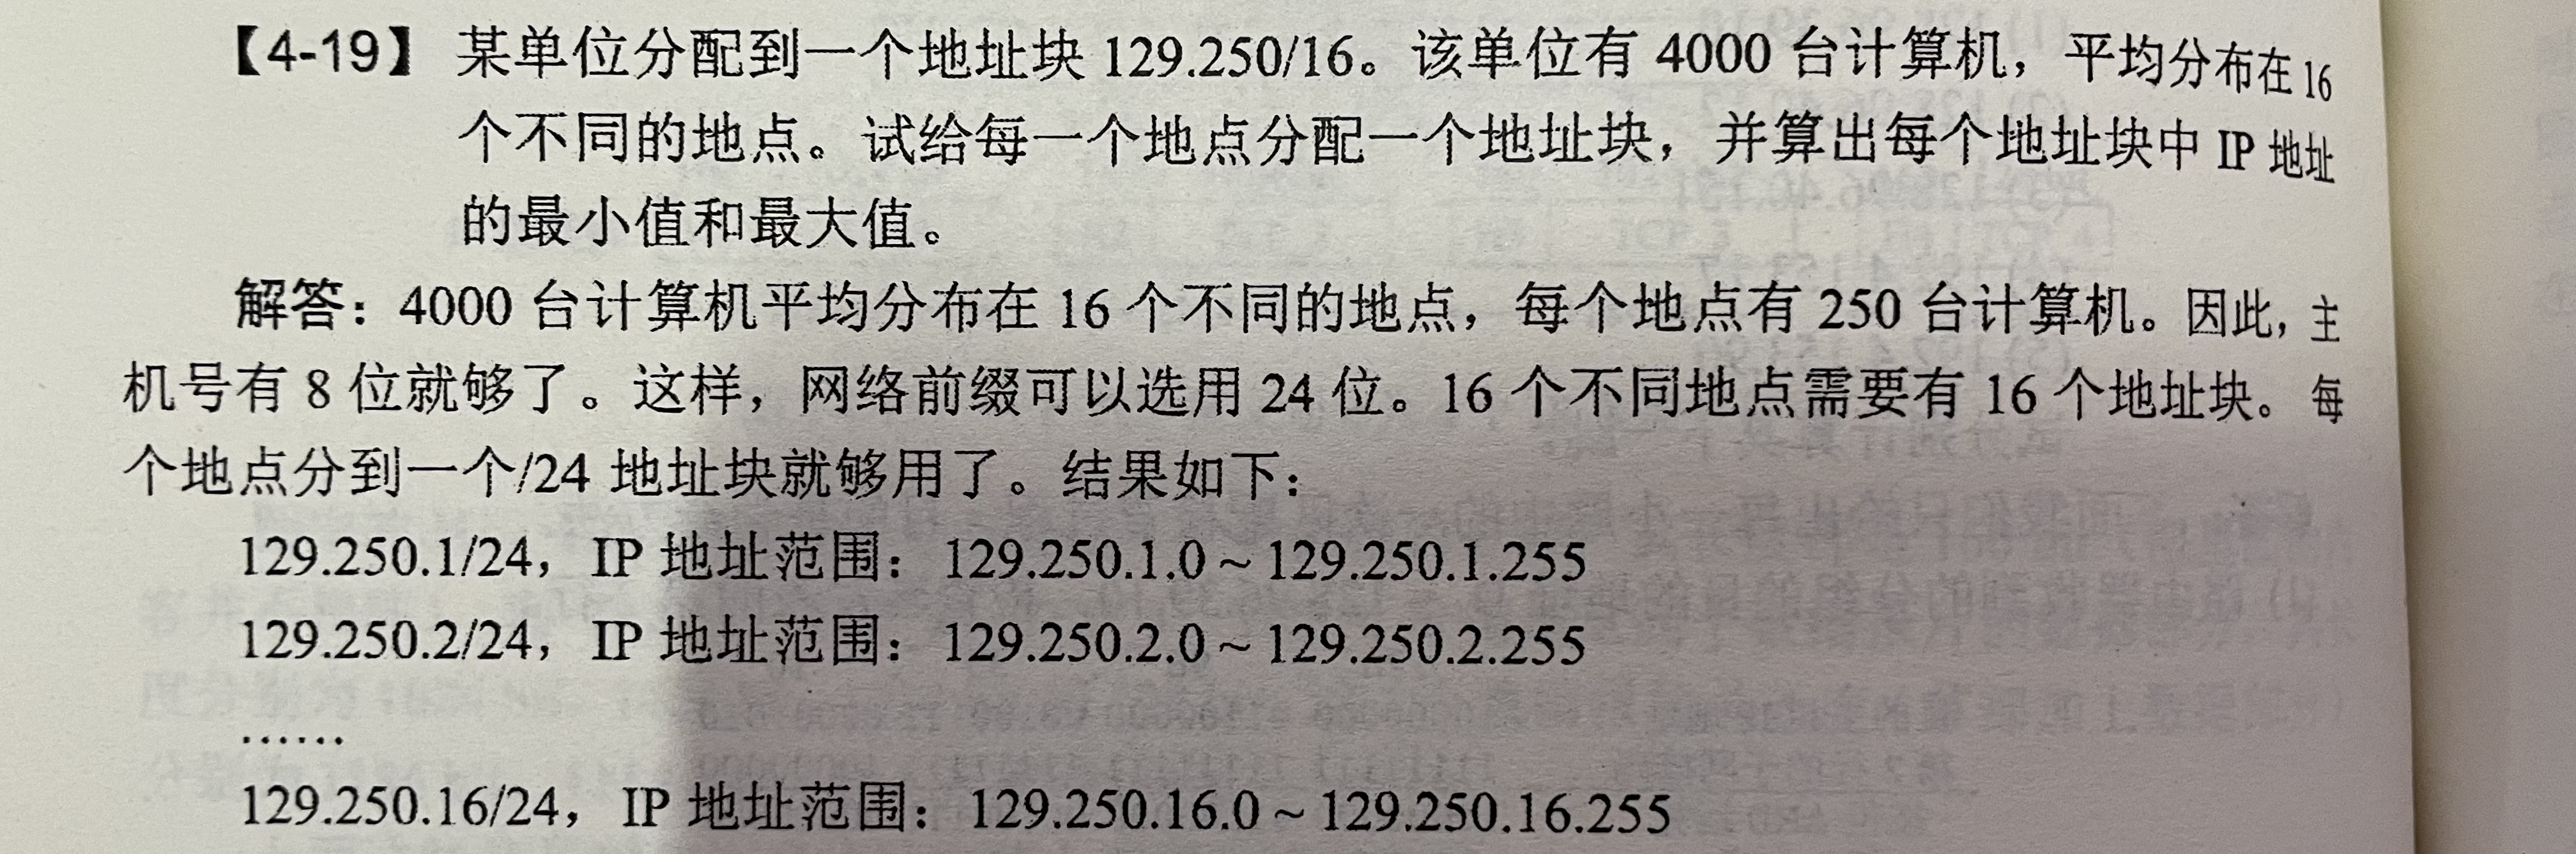 【4-19】 某单位分配到一个地址块 129.250/16。该单位有 4000 台计算机，平均分布在 16
个不同的地点。试给每一个地点分配一个地址块，并算出每个地址块中 IP 地址
的最小值和最大值。
解答：4000 台计算机平均分布在 16 个不同的地点，每个地点有 250 台计算机。因此，主
机号有 8 位就够了。这样，网络前缀可以选用 24 位。16 个不同地点需要有 16 个地址块。每
个地点分到一个/24 地址块就够用了。结果如下：
129.250.1/24，IP 地址范围：129.250.1.0 ~ 129.250.1.255
129.250.2/24，IP 地址范围：129.250.2.0 ~ 129.250.2.255
……
129.250.16/24，IP 地址范围：129.250.16.0 ~ 129.250.16.255